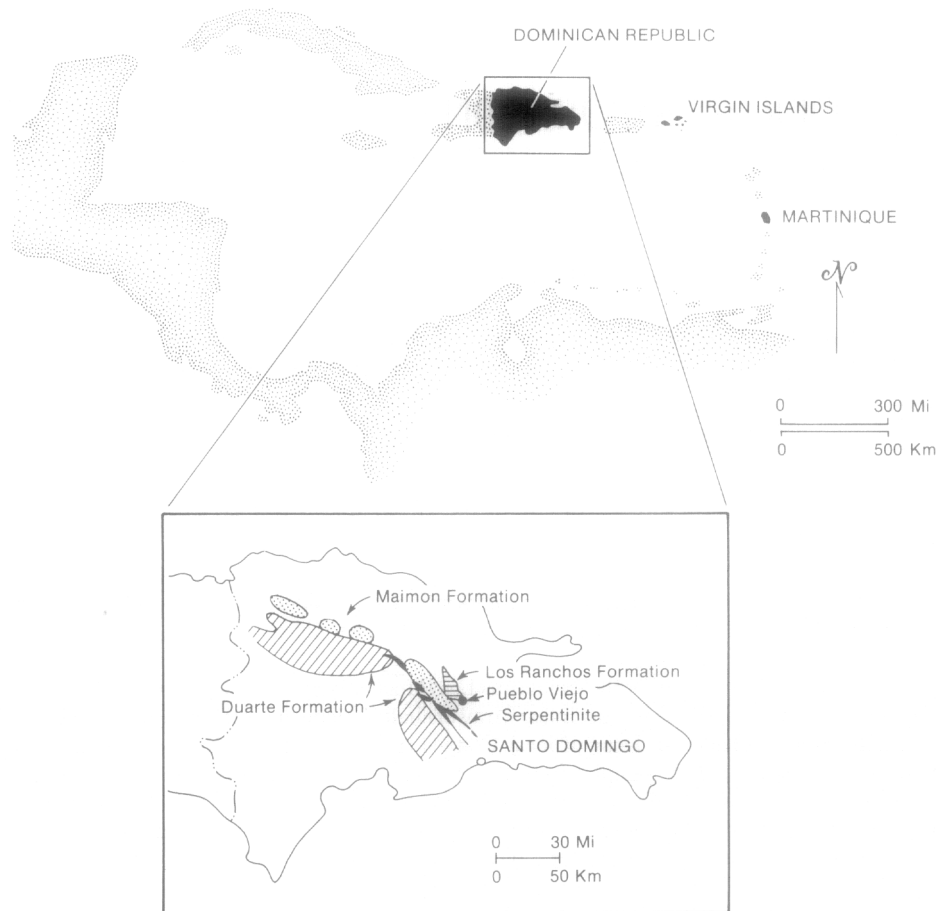 DOMINICAN REPUBLIC
VIRGIN ISLANDS
MARTINIQUE
N
0 300 Mi
0 500 Km
Maimon Formation
Los Ranchos Formation
Pueblo Viejo
Duarte Formation
Serpentinite
SANTO DOMINGO
0 30 Mi
0 50 Km